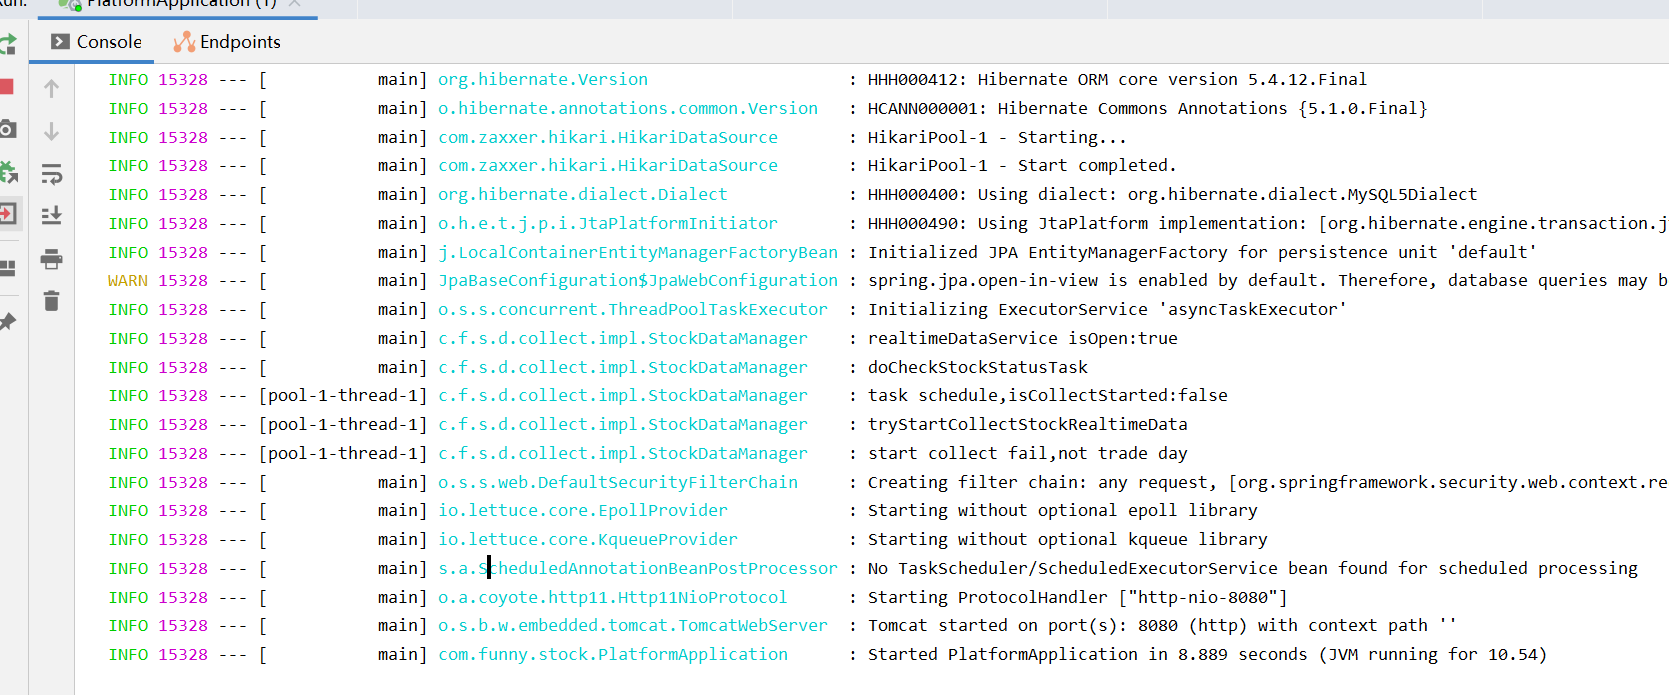 PlatformApplication (1)
Console Endpoints
INFO 15328 --- [           main] org.hibernate.Version                    : HHH000412: Hibernate ORM core version 5.4.12.Final
INFO 15328 --- [           main] o.hibernate.annotations.common.Version   : HCANN000001: Hibernate Commons Annotations {5.1.0.Final}
INFO 15328 --- [           main] com.zaxxer.hikari.HikariDataSource       : HikariPool-1 - Starting...
INFO 15328 --- [           main] com.zaxxer.hikari.HikariDataSource       : HikariPool-1 - Start completed.
INFO 15328 --- [           main] org.hibernate.dialect.Dialect            : HHH000400: Using dialect: org.hibernate.dialect.MySQL5Dialect
INFO 15328 --- [           main] o.h.e.t.j.p.i.JtaPlatformInitiator       : HHH000490: Using JtaPlatform implementation: [org.hibernate.engine.transaction.j
INFO 15328 --- [           main] j.LocalContainerEntityManagerFactoryBean : Initialized JPA EntityManagerFactory for persistence unit 'default'
WARN 15328 --- [           main] JpaBaseConfiguration$JpaWebConfiguration : spring.jpa.open-in-view is enabled by default. Therefore, database queries may b
INFO 15328 --- [           main] o.s.s.concurrent.ThreadPoolTaskExecutor  : Initializing ExecutorService 'asyncTaskExecutor'
INFO 15328 --- [           main] c.f.s.d.collect.impl.StockDataManager    : realtimeDataService isOpen:true
INFO 15328 --- [           main] c.f.s.d.collect.impl.StockDataManager    : doCheckStockStatusTask
INFO 15328 --- [pool-1-thread-1] c.f.s.d.collect.impl.StockDataManager    : task schedule,isCollectStarted:false
INFO 15328 --- [pool-1-thread-1] c.f.s.d.collect.impl.StockDataManager    : tryStartCollectStockRealtimeData
INFO 15328 --- [pool-1-thread-1] c.f.s.d.collect.impl.StockDataManager    : start collect fail,not trade day
INFO 15328 --- [           main] o.s.s.web.DefaultSecurityFilterChain     : Creating filter chain: any request, [org.springframework.security.web.context.re
INFO 15328 --- [           main] io.lettuce.core.EpollProvider            : Starting without optional epoll library
INFO 15328 --- [           main] io.lettuce.core.KqueueProvider           : Starting without optional kqueue library
INFO 15328 --- [           main] s.a.ScheduledAnnotationBeanPostProcessor : No TaskScheduler/ScheduledExecutorService bean found for scheduled processing
INFO 15328 --- [           main] o.a.coyote.http11.Http11NioProtocol      : Starting ProtocolHandler ["http-nio-8080"]
INFO 15328 --- [           main] o.s.b.w.embedded.tomcat.TomcatWebServer  : Tomcat started on port(s): 8080 (http) with context path ''
INFO 15328 --- [           main] com.funny.stock.PlatformApplication      : Started PlatformApplication in 8.889 seconds (JVM running for 10.54)